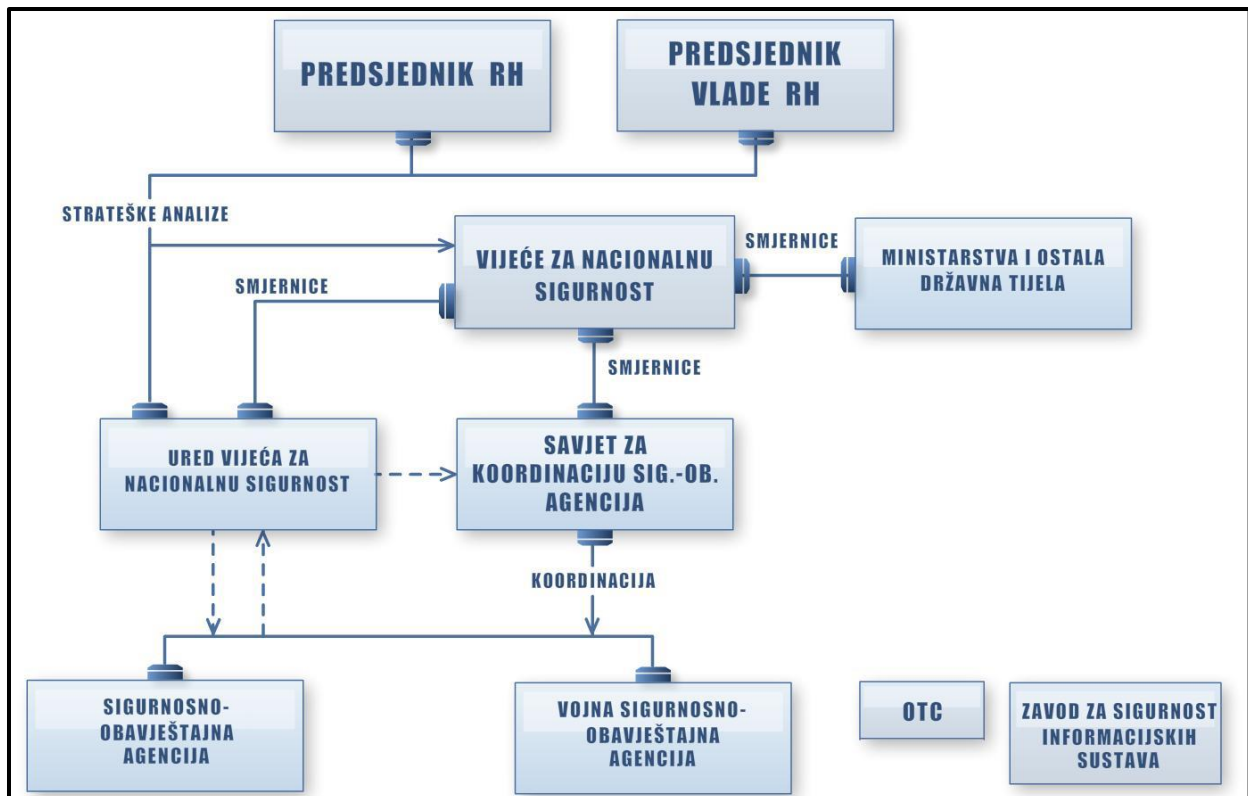 PREDSJEDNIK RH
PREDSJEDNIK
VLADE RH
STRATEŠKE ANALIZE
VIJEĆE ZA NACIONALNU
SIGURNOST
SMJERNICE
MINISTARSTVA I OSTALA
DRŽAVNA TIJELA
SMJERNICE
SMJERNICE
URED VIJEĆA ZA
NACIONALNU SIGURNOST
SAVJET ZA
KOORDINACIJU SIG.-OB.
AGENCIJA
KOORDINACIJA
SIGURNOSNO-
OBAVJEŠTAJNA
AGENCIJA
VOJNA SIGURNOSNO-
OBAVJEŠTAJNA
AGENCIJA
OTC
ZAVOD ZA SIGURNOST
INFORMACIJSKIH
SUSTAVA